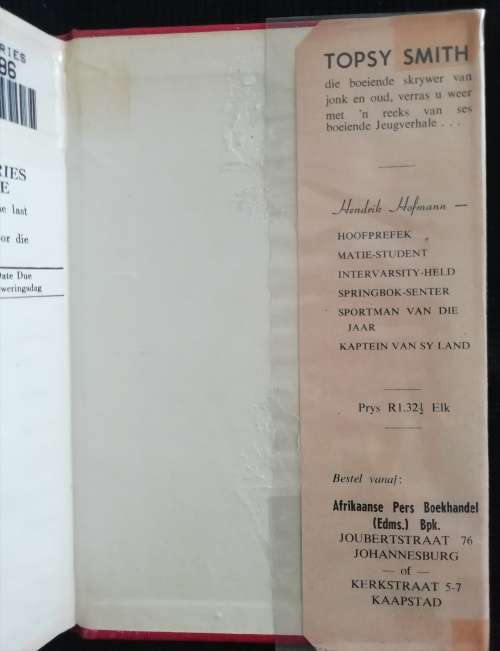 TOPSY SMITH
die boeiende skrywer van
jonk en oud, verras u weer
met 'n reeks van ses
boeiende Jeugverhale . . .
Hendrik Hofmann —
HOOFPREFEK
MATIE-STUDENT
INTERVARSITY-HELD
SPRINGBOK-SENTER
SPORTMAN VAN DIE
JAAR
KAPTEIN VAN SY LAND
Prys R1.32½ Elk
Bestel vanaf:
Afrikaanse Pers Boekhandel
(Edms.) Bpk.
JOUBERTSTRAAT 76
JOHANNESBURG
— of —
KERKSTRAAT 5-7
KAAPSTAD
RIES
96
RIES
E
e last
or die
Date Due
weringsdag